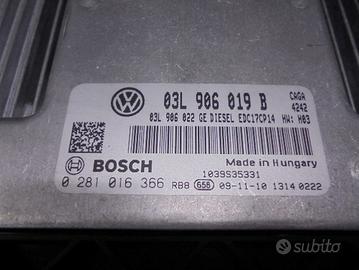 03L 906 019 B CAGA
03L 906 022 GE DIESEL EDC17CP14 4242
HW: H03
BOSCH Made in Hungary
1039S35331
0 281 016 366 RB8 656 09-11-10 1314 0222
subito